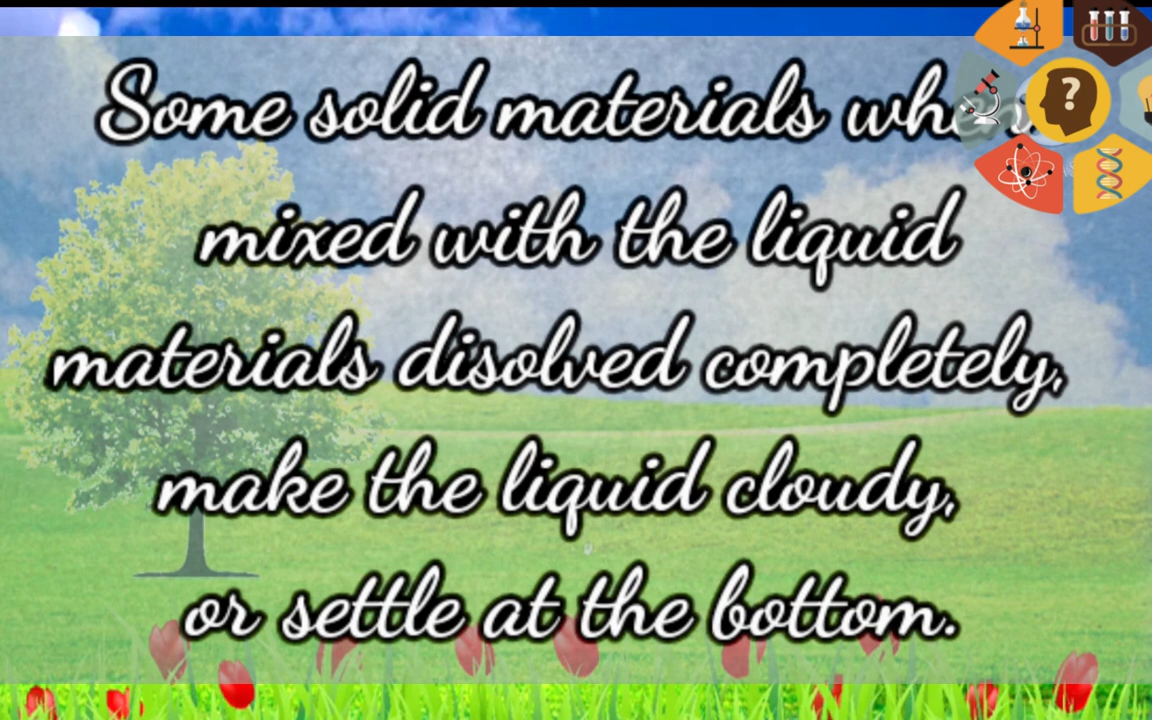 Some solid materials when
mixed with the liquid
materials disolved completely,
make the liquid cloudy,
or settle at the bottom.
?